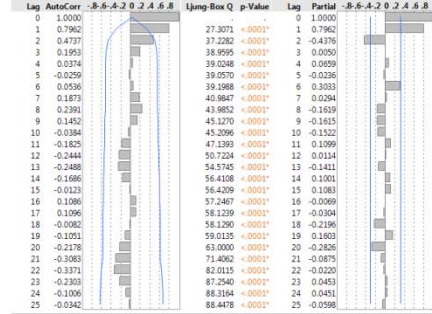 Lag AutoCorr -.8-.6-.4-.2 0 .2 .4 .6 .8 Ljung-Box Q p-Value Lag Partial -.8-.6-.4-.2 0 .2 .4 .6 .8
0 1.0000 . . 0 1.0000
1 0.7962 27.3071 <.0001* 1 0.7962
2 0.4737 37.2282 <.0001* 2 -0.4376
3 0.1953 38.9595 <.0001* 3 0.0050
4 0.0374 39.0248 <.0001* 4 0.0659
5 -0.0259 39.0570 <.0001* 5 -0.0236
6 0.0536 39.1988 <.0001* 6 0.3033
7 0.1873 40.9847 <.0001* 7 0.0294
8 0.2391 43.9852 <.0001* 8 -0.1619
9 0.1452 45.1270 <.0001* 9 -0.1615
10 -0.0384 45.2096 <.0001* 10 -0.1522
11 -0.1825 47.1393 <.0001* 11 0.1099
12 -0.2444 50.7224 <.0001* 12 0.0114
13 -0.2488 54.5745 <.0001* 13 -0.1411
14 -0.1686 56.4108 <.0001* 14 0.1001
15 -0.0123 56.4209 <.0001* 15 0.1083
16 0.1086 57.2467 <.0001* 16 -0.0069
17 0.1096 58.1239 <.0001* 17 -0.0304
18 -0.0082 58.1290 <.0001* 18 -0.2196
19 -0.1051 59.0135 <.0001* 19 0.1603
20 -0.2178 63.0000 <.0001* 20 -0.2826
21 -0.3083 71.4062 <.0001* 21 -0.0875
22 -0.3371 82.0115 <.0001* 22 -0.0220
23 -0.2303 87.2540 <.0001* 23 0.0453
24 -0.1006 88.3164 <.0001* 24 0.0451
25 -0.0342 88.4478 <.0001* 25 -0.0598